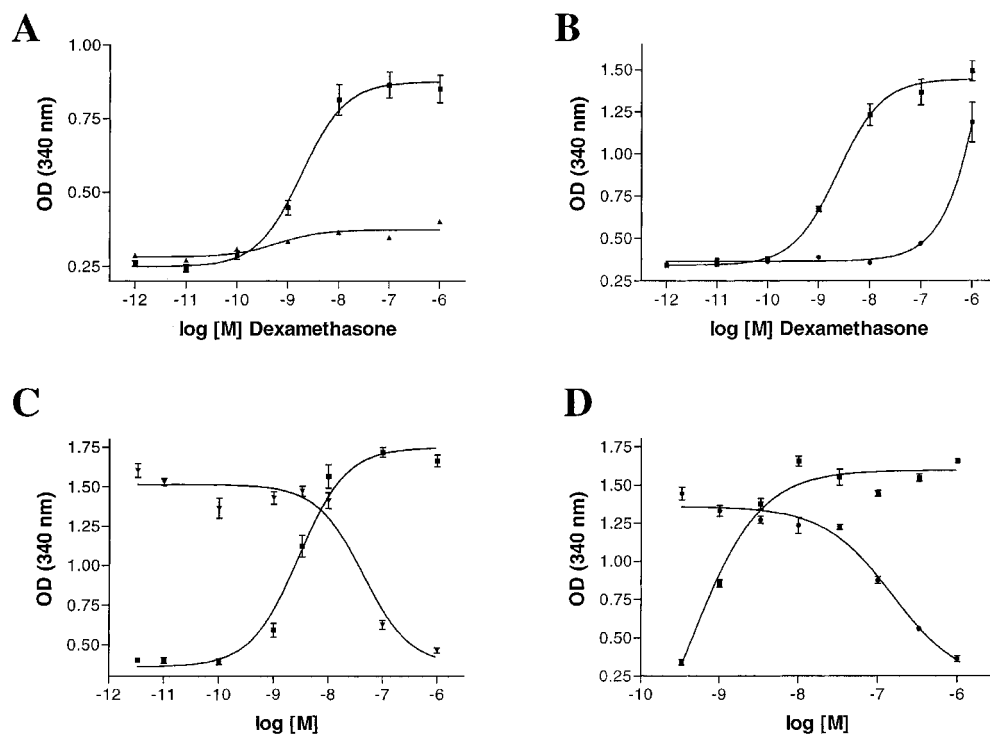 A
1.00
0.75
0.50
0.25
OD (340 nm)
-12 -11 -10 -9 -8 -7 -6
log [M] Dexamethasone
B
1.50
1.25
1.00
0.75
0.50
0.25
OD (340 nm)
-12 -11 -10 -9 -8 -7 -6
log [M] Dexamethasone
C
1.75
1.50
1.25
1.00
0.75
0.50
OD (340 nm)
-12 -11 -10 -9 -8 -7 -6
log [M]
D
1.75
1.50
1.25
1.00
0.75
0.50
0.25
OD (340 nm)
-10 -9 -8 -7 -6
log [M]